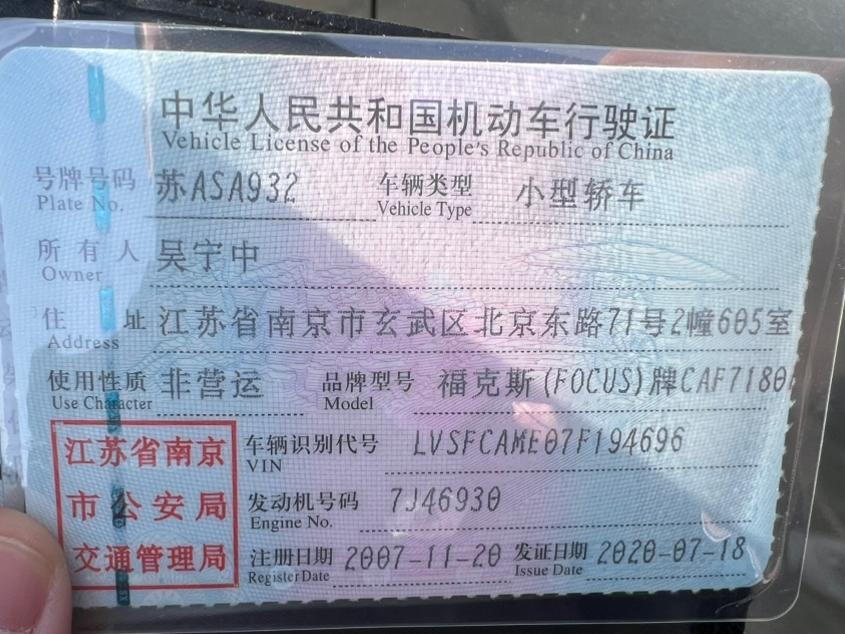 中华人民共和国机动车行驶证
Vehicle License of the People's Republic of China
号牌号码 苏ASA932 车辆类型 小型轿车
Plate No. Vehicle Type
所有人 吴宁中
Owner
住址 江苏省南京市玄武区北京东路71号2幢605室
Address
使用性质 非营运 品牌型号 福克斯(FOCUS)牌CAF7180
Use Character Model
江苏省南京 车辆识别代号 LVSFCAME07F194696
VIN
市公安局 发动机号码 7J46930
Engine No.
交通管理局 注册日期 2007-11-20 发证日期 2020-07-18
Register Date Issue Date